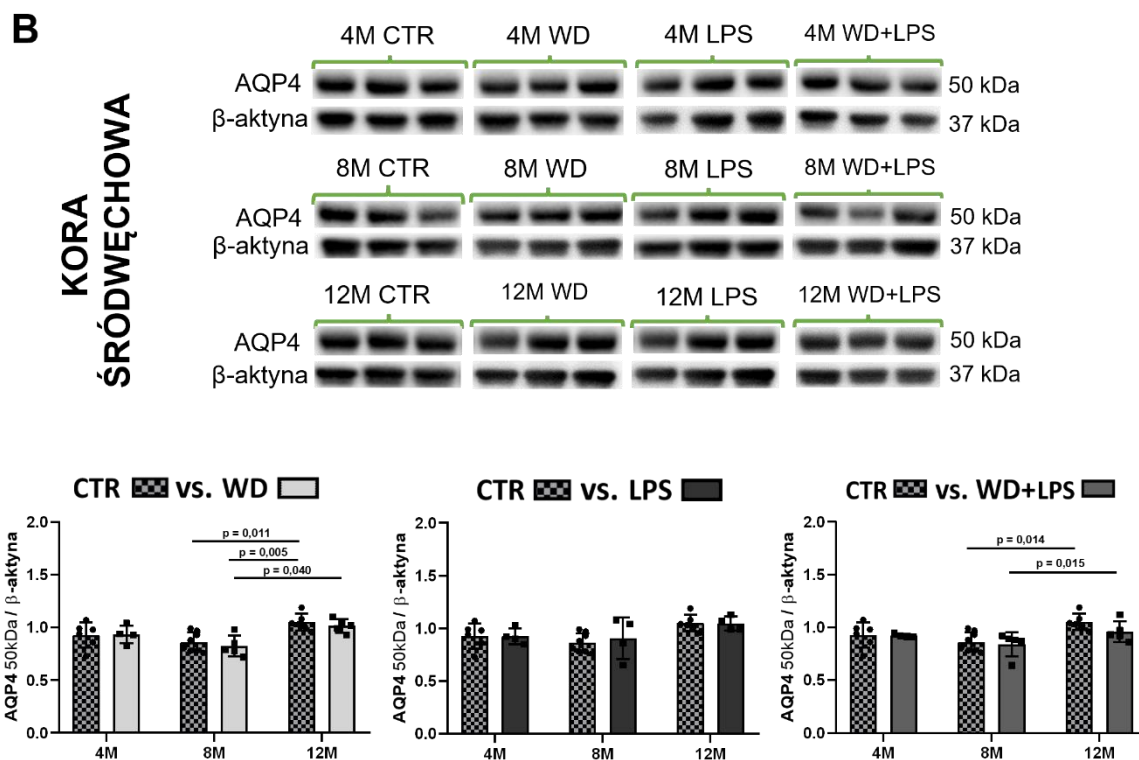 B
KORA
ŚRÓDWĘCHOWA
4M CTR 4M WD 4M LPS 4M WD+LPS
AQP4 50 kDa
β-aktyna 37 kDa
8M CTR 8M WD 8M LPS 8M WD+LPS
AQP4 50 kDa
β-aktyna 37 kDa
12M CTR 12M WD 12M LPS 12M WD+LPS
AQP4 50 kDa
β-aktyna 37 kDa
CTR vs. WD
AQP4 50kDa / β-aktyna
2.0
1.5
1.0
0.5
0.0
p = 0,011
p = 0,005
p = 0,040
4M 8M 12M
CTR vs. LPS
AQP4 50kDa / β-aktyna
2.0
1.5
1.0
0.5
0.0
4M 8M 12M
CTR vs. WD+LPS
AQP4 50kDa / β-aktyna
2.0
1.5
1.0
0.5
0.0
p = 0,014
p = 0,015
4M 8M 12M